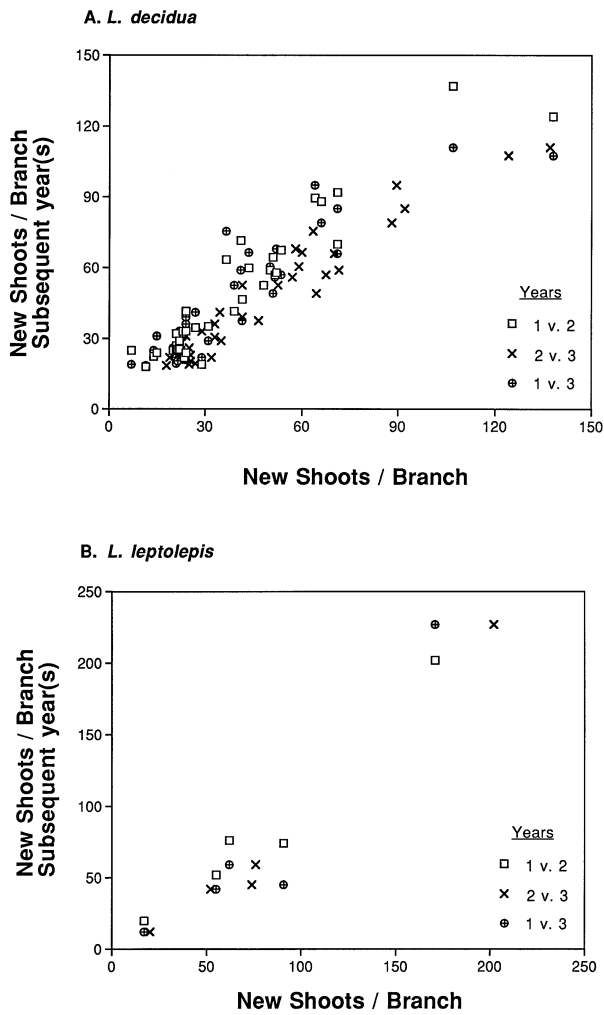 A. L. decidua
New Shoots / Branch
Subsequent year(s)
150
120
90
60
30
0
Years
1 v. 2
2 v. 3
1 v. 3
0 30 60 90 120 150
New Shoots / Branch
B. L. leptolepis
New Shoots / Branch
Subsequent year(s)
250
200
150
100
50
0
Years
1 v. 2
2 v. 3
1 v. 3
0 50 100 150 200 250
New Shoots / Branch